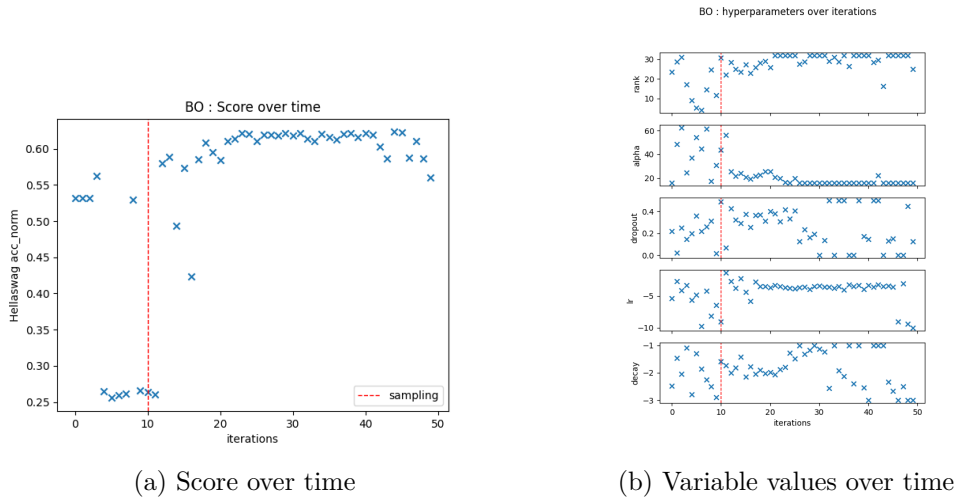 BO : hyperparameters over iterations
BO : Score over time
Hellaswag acc_norm
0.60
0.55
0.50
0.45
0.40
0.35
0.30
0.25
0
10
20
30
40
50
iterations
sampling
rank
30
20
10
alpha
60
40
20
dropout
0.4
0.2
0.0
lr
−5
−10
decay
−1
−2
−3
0
10
20
30
40
50
iterations
(a) Score over time
(b) Variable values over time